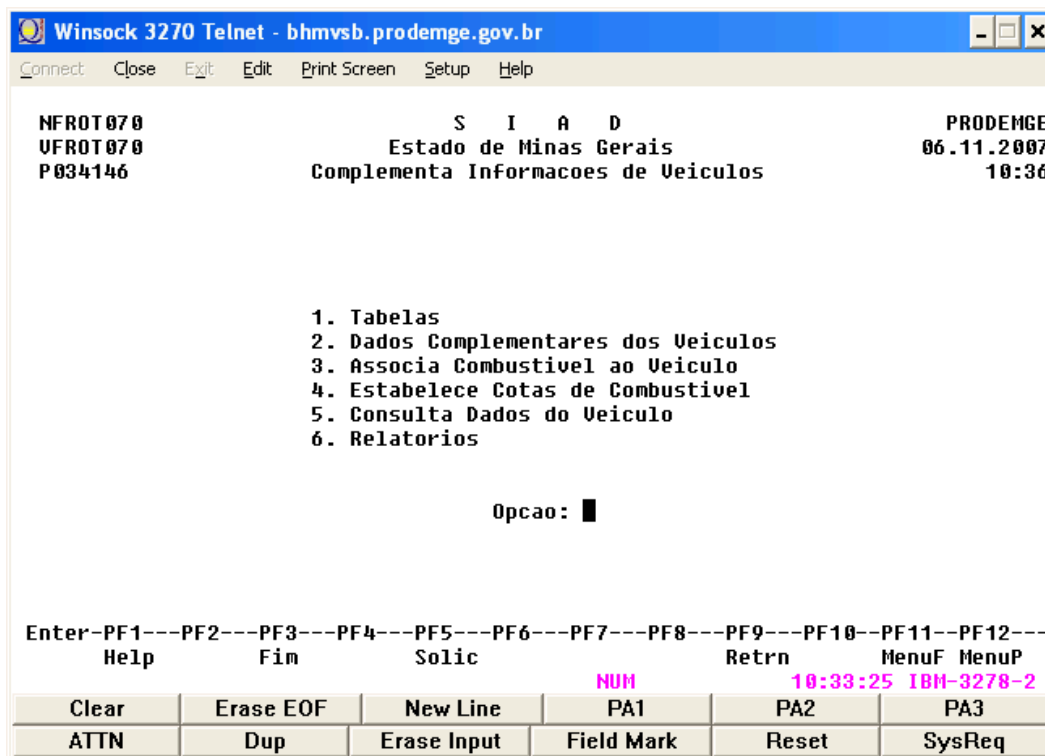 Winsock 3270 Telnet - bhmvsb.prodemge.gov.br
Connect Close Exit Edit Print Screen Setup Help
NFROT070 S I A D PRODEMGE
VFROT070 Estado de Minas Gerais 06.11.2007
P034146 Complementa Informacoes de Veiculos 10:36
1. Tabelas
2. Dados Complementares dos Veiculos
3. Associa Combustivel ao Veiculo
4. Estabelece Cotas de Combustivel
5. Consulta Dados do Veiculo
6. Relatorios
Opcao:
Enter-PF1---PF2---PF3---PF4---PF5---PF6---PF7---PF8---PF9---PF10--PF11--PF12---
Help Fim Solic Retrn MenuF MenuP
NUM 10:33:25 IBM-3278-2
Clear Erase EOF New Line PA1 PA2 PA3
ATTN Dup Erase Input Field Mark Reset SysReq